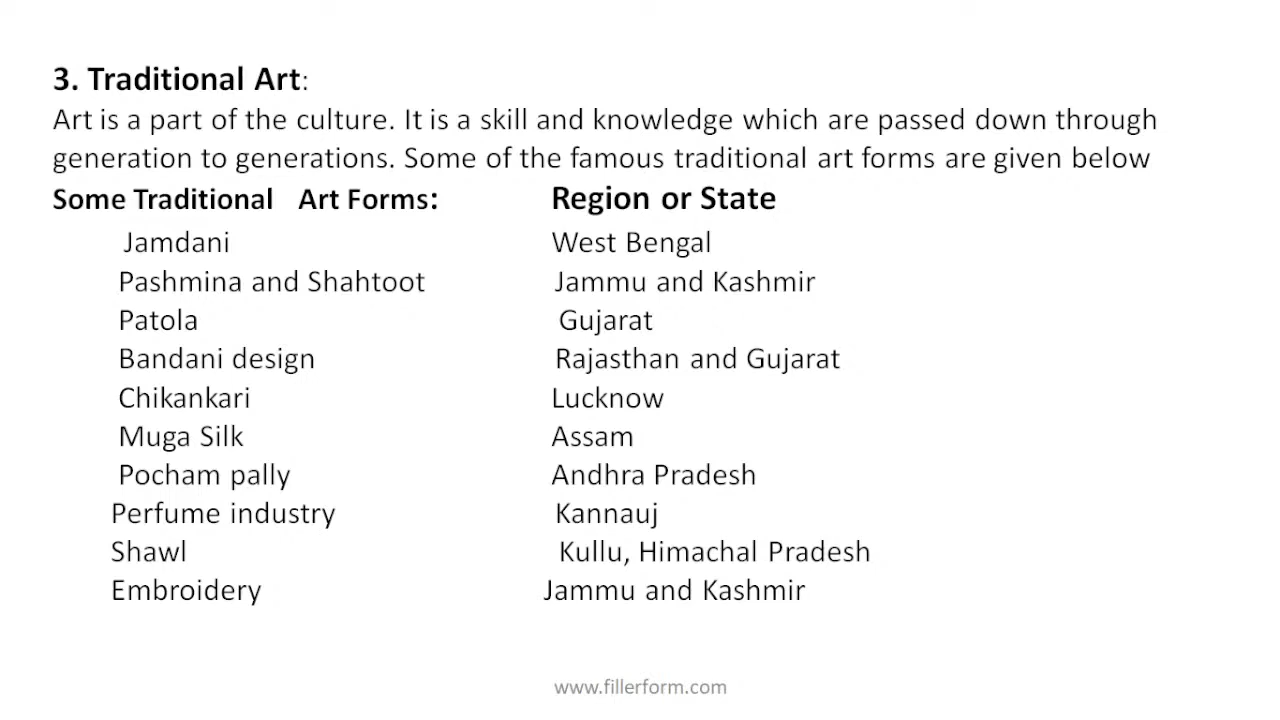 3. Traditional Art:
Art is a part of the culture. It is a skill and knowledge which are passed down through
generation to generations. Some of the famous traditional art forms are given below
Some Traditional Art Forms: Region or State
Jamdani West Bengal
Pashmina and Shahtoot Jammu and Kashmir
Patola Gujarat
Bandani design Rajasthan and Gujarat
Chikankari Lucknow
Muga Silk Assam
Pocham pally Andhra Pradesh
Perfume industry Kannauj
Shawl Kullu, Himachal Pradesh
Embroidery Jammu and Kashmir
www.fillerform.com